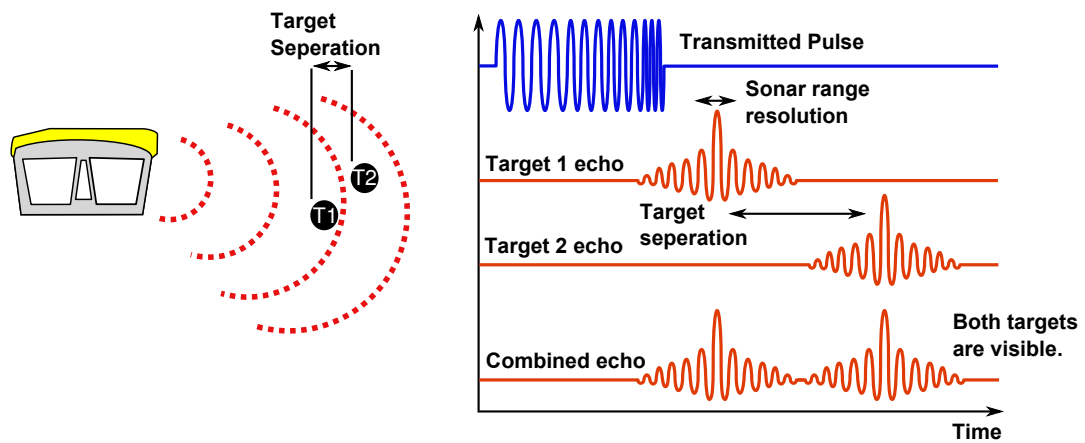 Target
Seperation
T1
T2
Transmitted Pulse
Sonar range
resolution
Target 1 echo
Target
seperation
Target 2 echo
Combined echo
Both targets
are visible.
Time